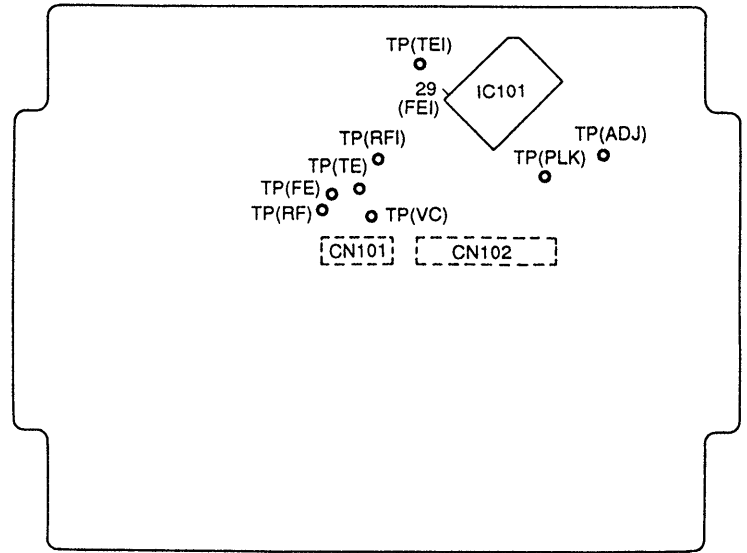 TP(TEI)
29
(FEI)
IC101
TP(RFI)
TP(ADJ)
TP(TE)
TP(PLK)
TP(FE)
TP(RF)
TP(VC)
CN101
CN102